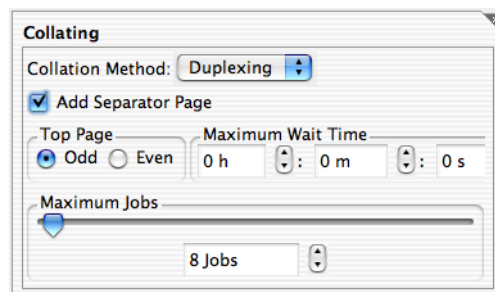 Collating
Collation Method: Duplexing
Add Separator Page
Top Page Maximum Wait Time
Odd Even 0 h : 0 m : 0 s
Maximum Jobs
8 Jobs